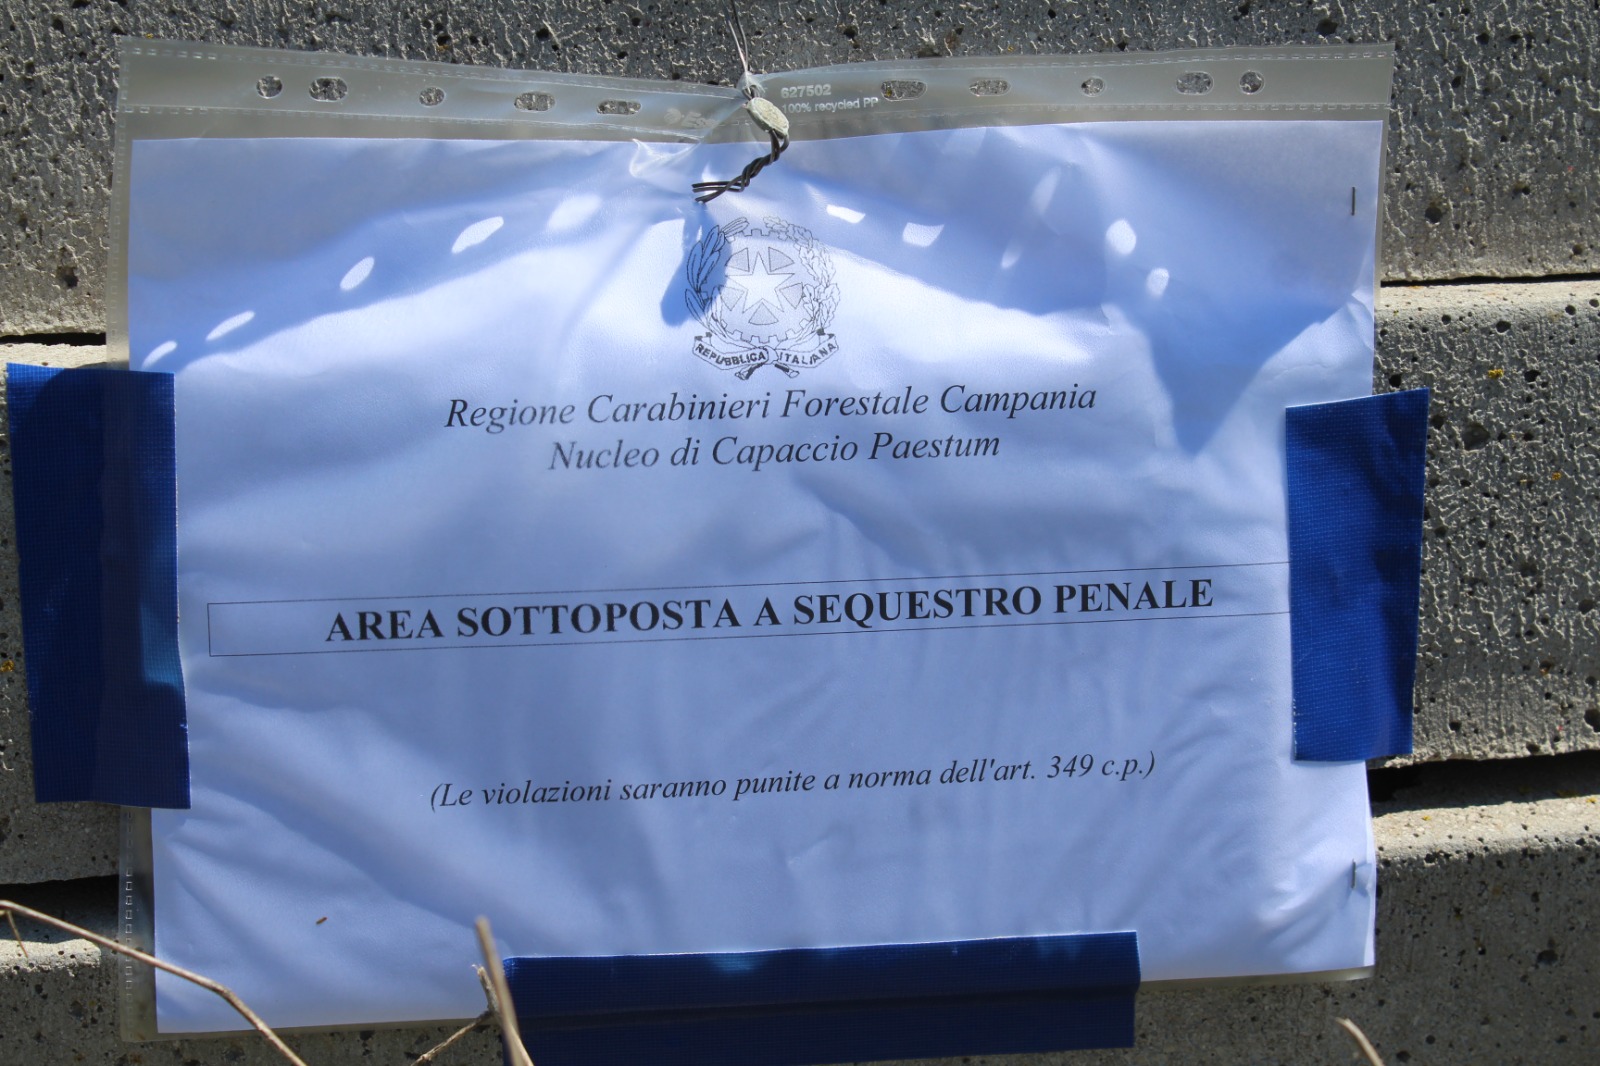 627502
100% recycled PP
REPUBBLICA ITALIANA
Regione Carabinieri Forestale Campania
Nucleo di Capaccio Paestum
AREA SOTTOPOSTA A SEQUESTRO PENALE
(Le violazioni saranno punite a norma dell'art. 349 c.p.)